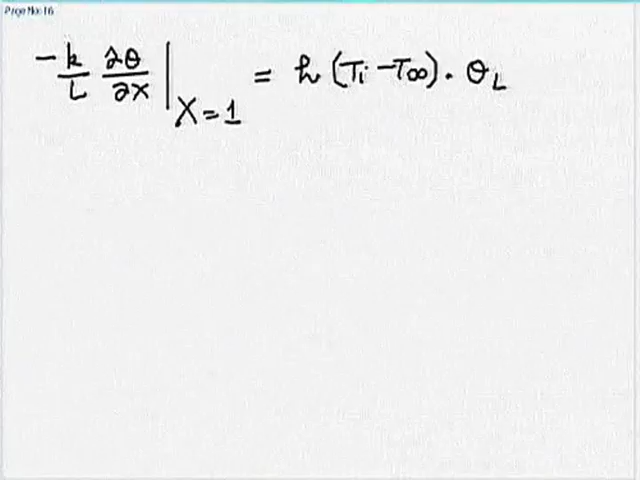 Page No: 16
-k/L ∂θ/∂X |X=1 = h (Ti -T∞) . θL